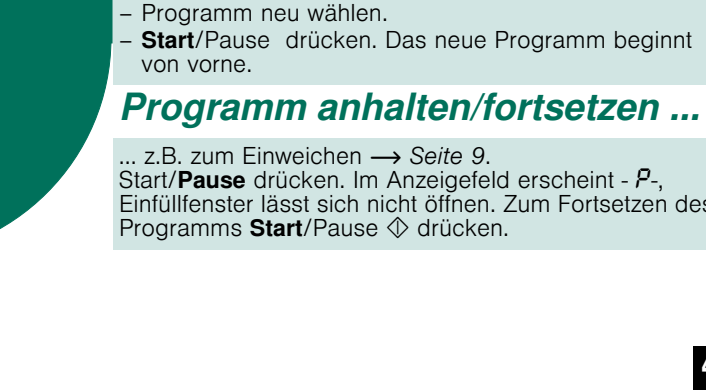 – Programm neu wählen.
– Start/Pause drücken. Das neue Programm beginnt
von vorne.
Programm anhalten/fortsetzen ...
... z.B. zum Einweichen → Seite 9.
Start/Pause drücken. Im Anzeigefeld erscheint - P-,
Einfüllfenster lässt sich nicht öffnen. Zum Fortsetzen des
Programms Start/Pause drücken.